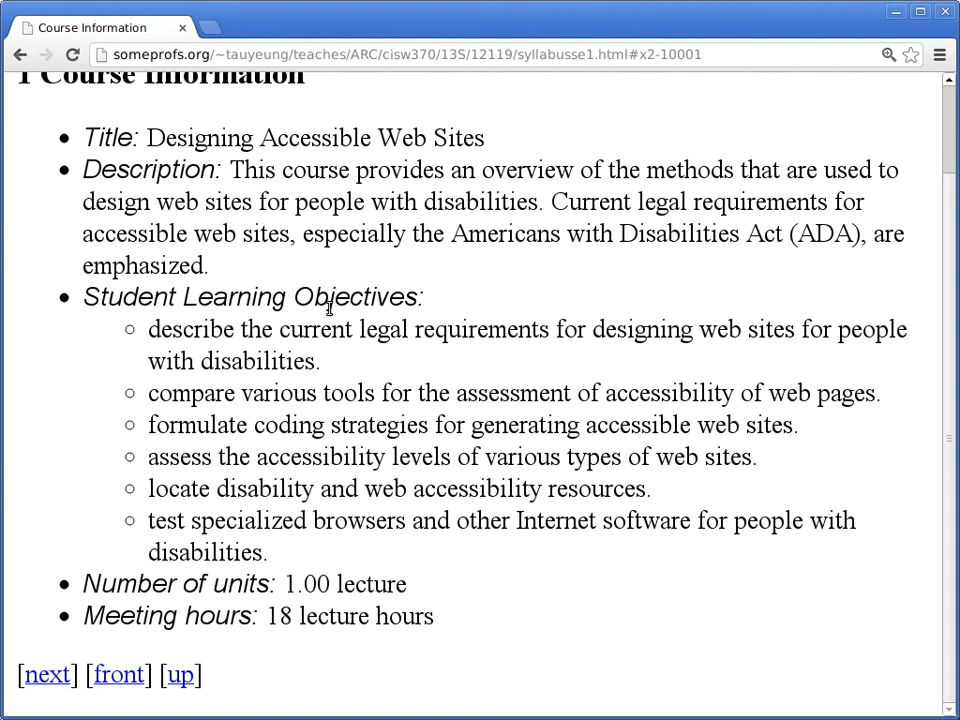 Course Information
someprofs.org/~tauyeung/teaches/ARC/cisw370/13S/12119/syllabusse1.html#x2-10001
1 Course Information
• Title: Designing Accessible Web Sites
• Description: This course provides an overview of the methods that are used to
design web sites for people with disabilities. Current legal requirements for
accessible web sites, especially the Americans with Disabilities Act (ADA), are
emphasized.
• Student Learning Objectives:
◦ describe the current legal requirements for designing web sites for people
with disabilities.
◦ compare various tools for the assessment of accessibility of web pages.
◦ formulate coding strategies for generating accessible web sites.
◦ assess the accessibility levels of various types of web sites.
◦ locate disability and web accessibility resources.
◦ test specialized browsers and other Internet software for people with
disabilities.
• Number of units: 1.00 lecture
• Meeting hours: 18 lecture hours
[next] [front] [up]